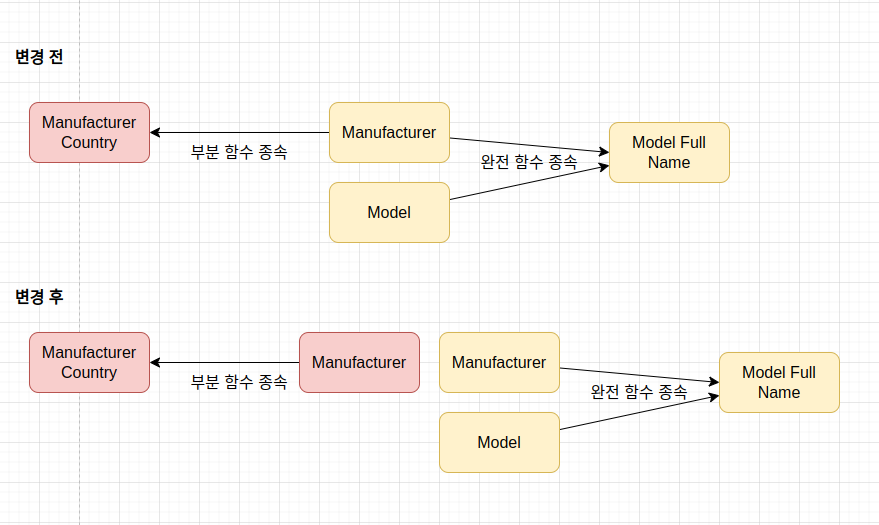 변경 전
Manufacturer
Country
부분 함수 종속
Manufacturer
완전 함수 종속
Model Full
Name
Model
변경 후
Manufacturer
Country
부분 함수 종속
Manufacturer
Manufacturer
완전 함수 종속
Model Full
Name
Model